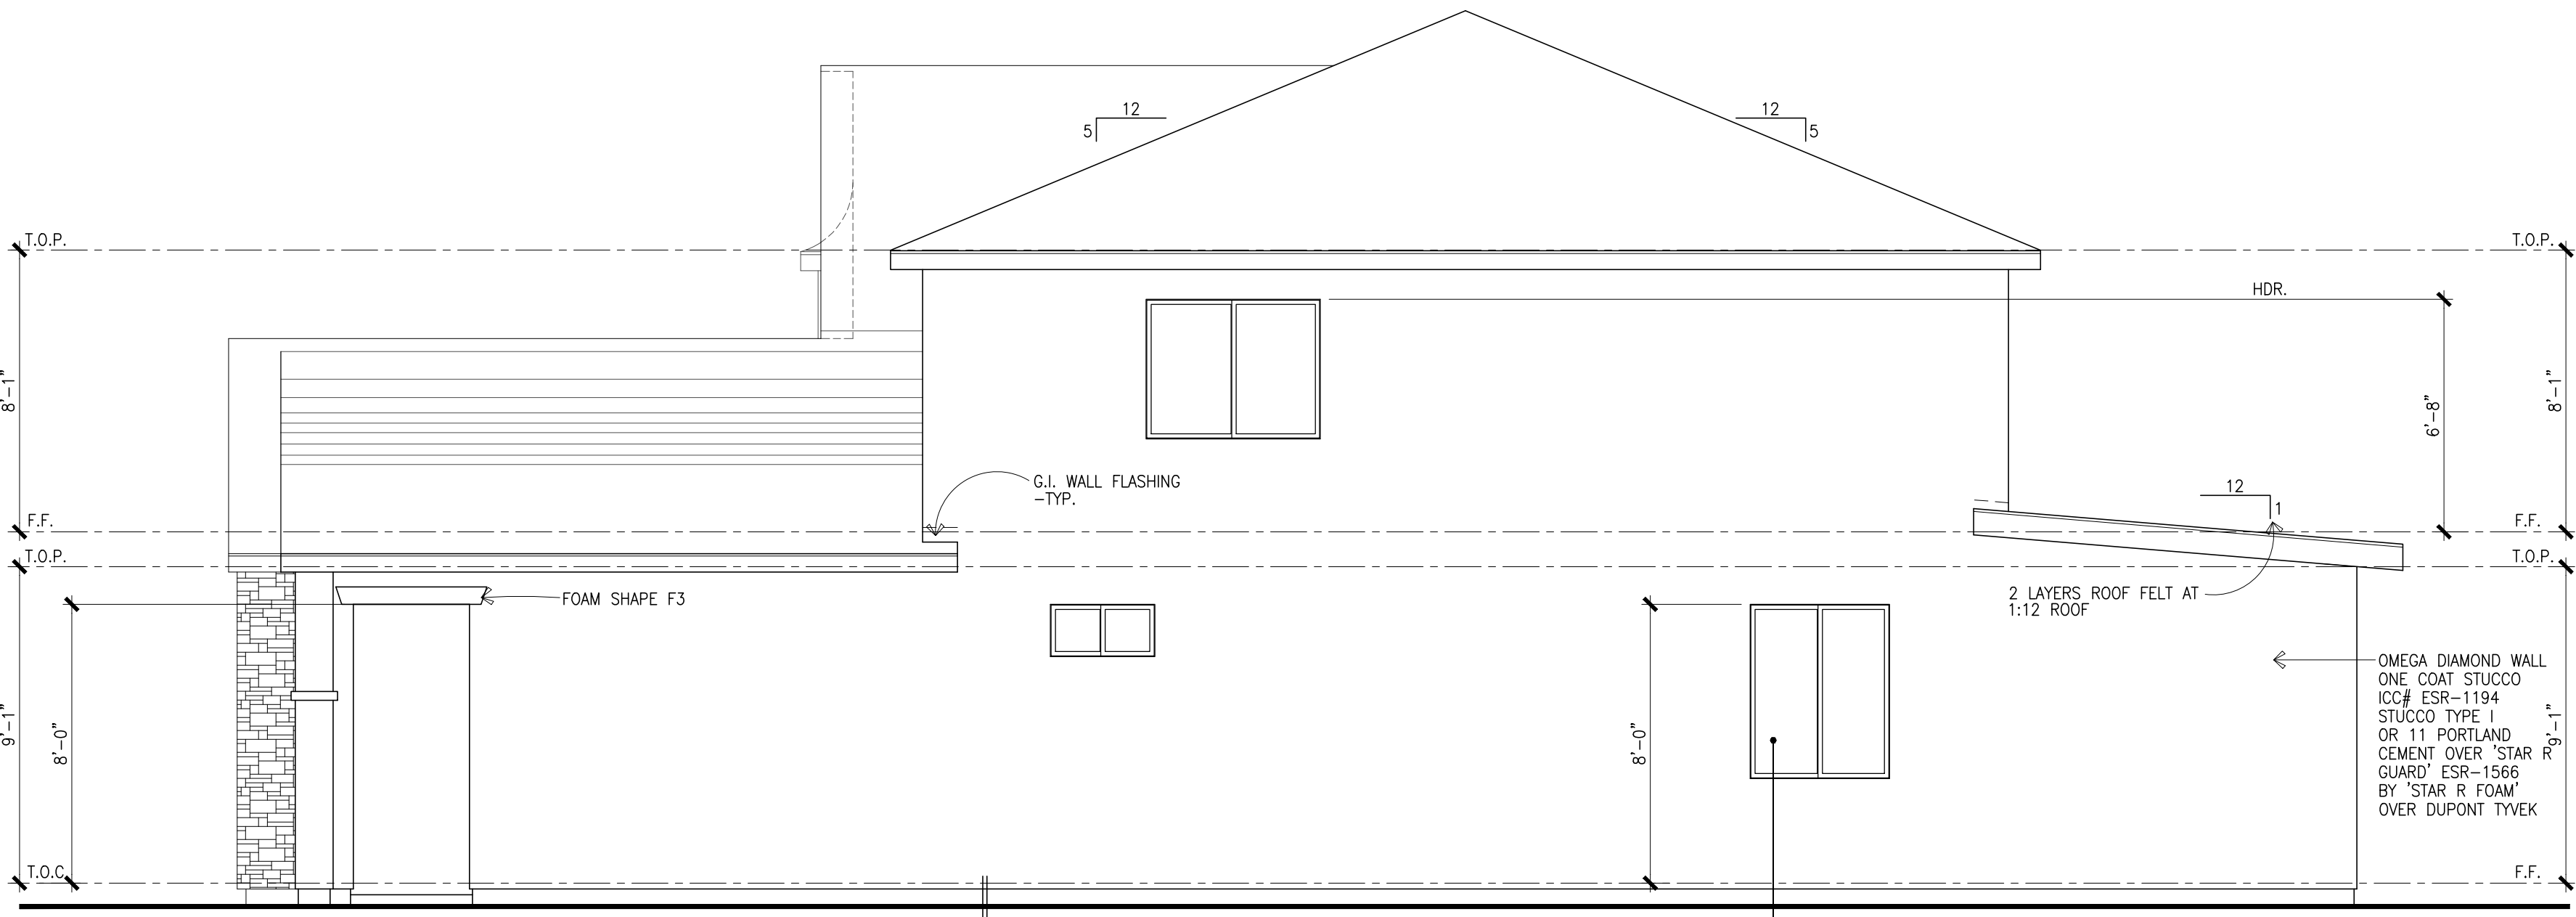 12
5
12
5
T.O.P.
T.O.P.
HDR.
8'-1"
6'-8"
8'-1"
G.I. WALL FLASHING
-TYP.
12
1
F.F.
F.F.
T.O.P.
T.O.P.
FOAM SHAPE F3
2 LAYERS ROOF FELT AT
1:12 ROOF
9'-1"
8'-0"
8'-0"
9'-1"
OMEGA DIAMOND WALL
ONE COAT STUCCO
ICC# ESR-1194
STUCCO TYPE I
OR 11 PORTLAND
CEMENT OVER 'STAR R
GUARD' ESR-1566
BY 'STAR R FOAM'
OVER DUPONT TYVEK
T.O.C.
F.F.